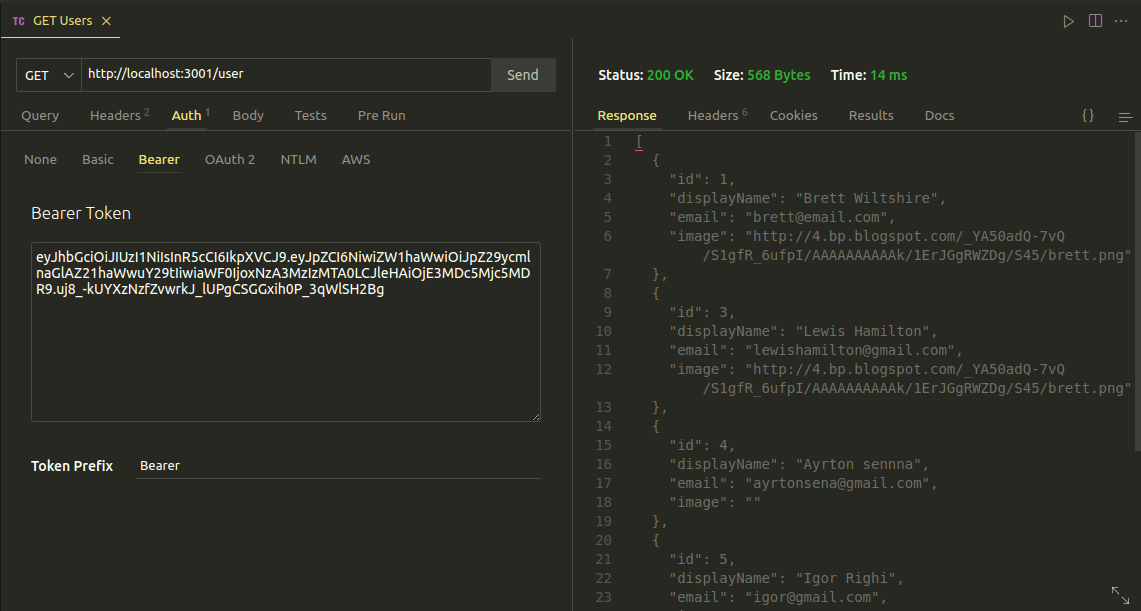 TC GET Users
GET http://localhost:3001/user Send
Query Headers 2 Auth 1 Body Tests Pre Run
None Basic Bearer OAuth 2 NTLM AWS
Bearer Token
eyJhbGciOiJIUzI1NiIsInR5cCI6IkpXVCJ9.eyJpZCI6NiwiZW1haWwiOiJpZ29ycml
naGlAZ21haWwuY29tIiwiaWF0IjoxNzA3MzIzMTA0LCJleHAiOjE3MDc5Mjc5MD
R9.uj8_-kUYXzNzfZvwrkJ_lUPgCSGGxih0P_3qWlSH2Bg
Token Prefix Bearer
Status: 200 OK Size: 568 Bytes Time: 14 ms
Response Headers 6 Cookies Results Docs {}
1 [
2 {
3 "id": 1,
4 "displayName": "Brett Wiltshire",
5 "email": "brett@email.com",
6 "image": "http://4.bp.blogspot.com/_YA50adQ-7vQ
/S1gfR_6ufpI/AAAAAAAAAAk/1ErJGgRWZDg/S45/brett.png"
7 },
8 {
9 "id": 3,
10 "displayName": "Lewis Hamilton",
11 "email": "lewishamilton@gmail.com",
12 "image": "http://4.bp.blogspot.com/_YA50adQ-7vQ
/S1gfR_6ufpI/AAAAAAAAAAk/1ErJGgRWZDg/S45/brett.png"
13 },
14 {
15 "id": 4,
16 "displayName": "Ayrton sennna",
17 "email": "ayrtonsena@gmail.com",
18 "image": ""
19 },
20 {
21 "id": 5,
22 "displayName": "Igor Righi",
23 "email": "igor@gmail.com",